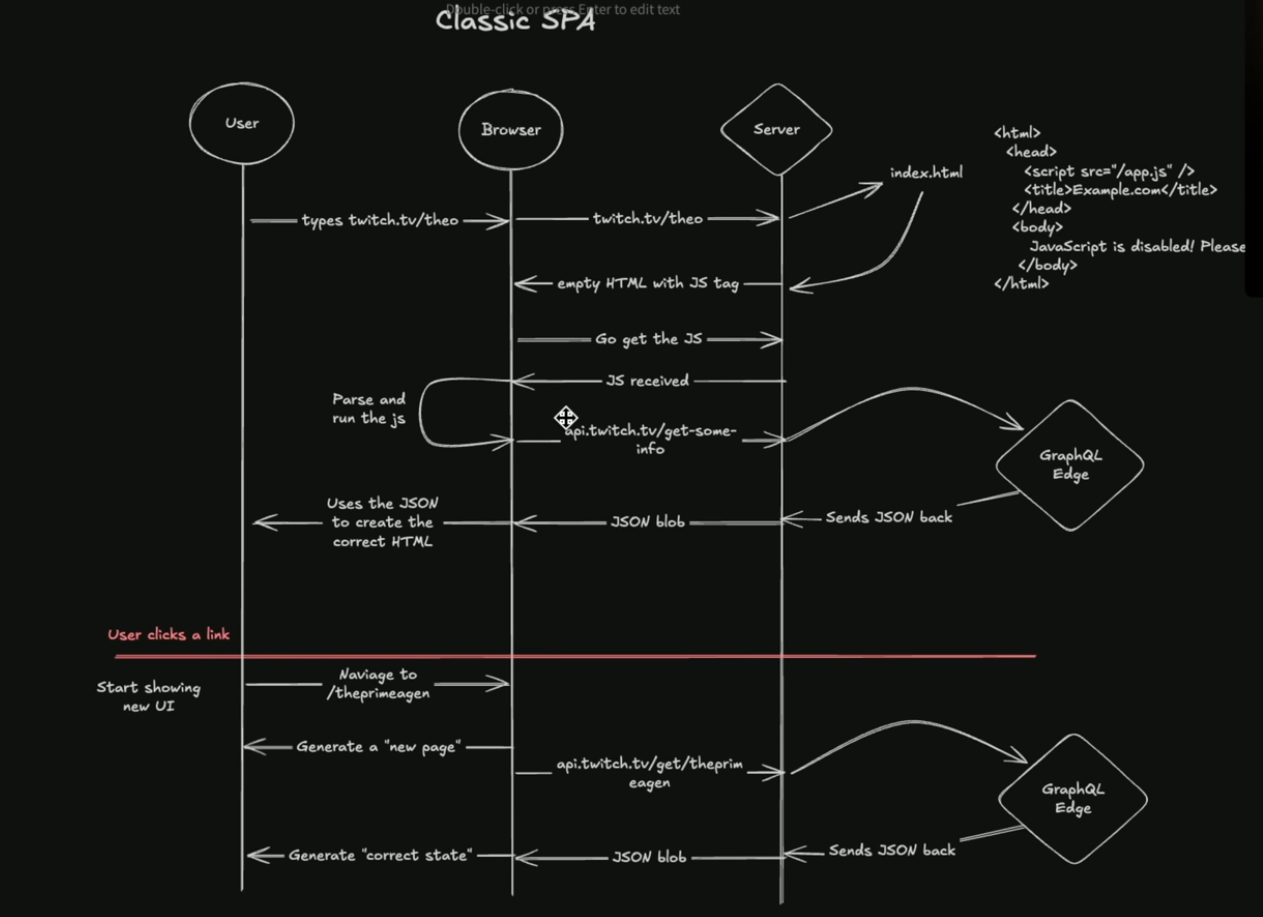 Double-click or press Enter to edit text
Classic SPA
User
Browser
Server
<html>
<head>
<script src="/app.js" />
<title>Example.com</title>
</head>
<body>
JavaScript is disabled! Please
</body>
</html>
index.html
types twitch.tv/theo
twitch.tv/theo
empty HTML with JS tag
Go get the JS
JS received
Parse and
run the js
api.twitch.tv/get-some-
info
GraphQL
Edge
Uses the JSON
to create the
correct HTML
JSON blob
Sends JSON back
User clicks a link
Start showing
new UI
Naviage to
/theprimeagen
Generate a "new page"
api.twitch.tv/get/theprim
eagen
GraphQL
Edge
Generate "correct state"
JSON blob
Sends JSON back